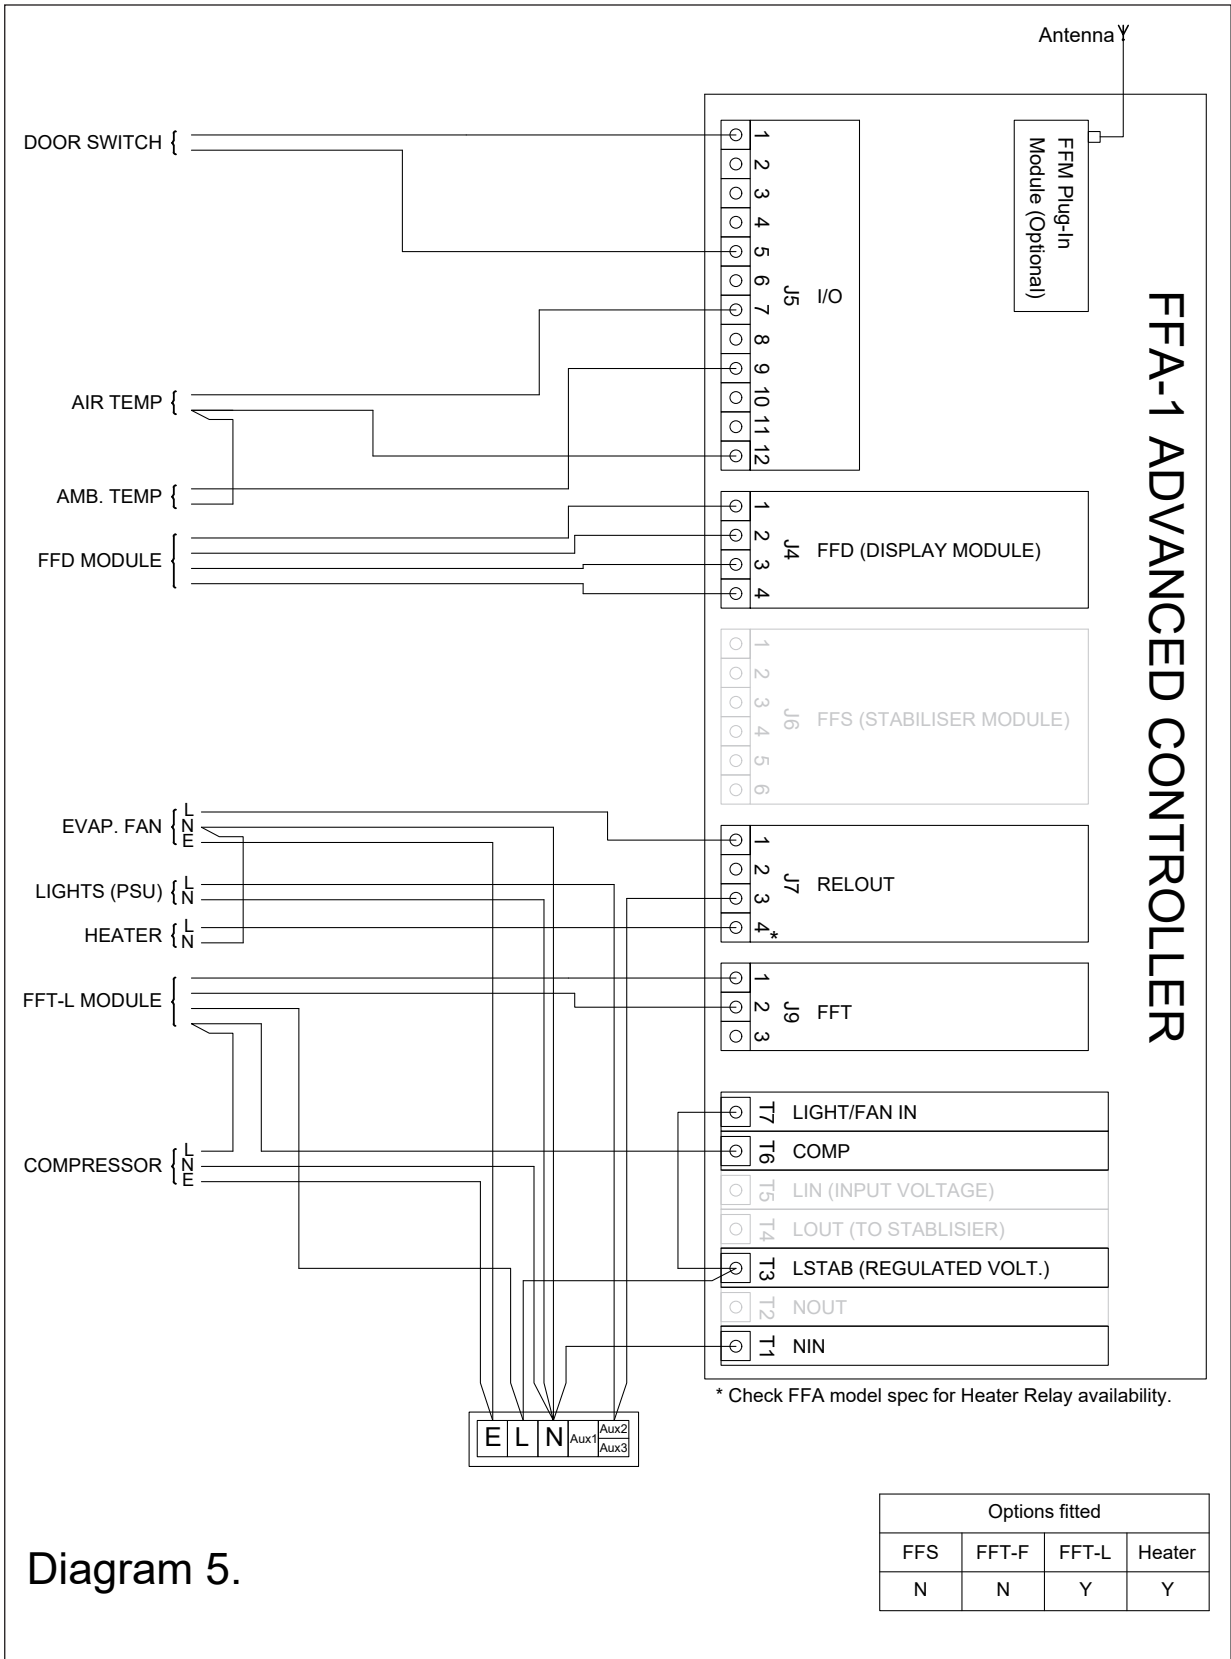 Antenna
DOOR SWITCH {
AIR TEMP {
AMB. TEMP {
FFD MODULE {
EVAP. FAN { L
N
E
LIGHTS (PSU) { L
N
HEATER { L
N
FFT-L MODULE {
COMPRESSOR { L
N
E
FFM Plug-In
Module (Optional)
FFA-1 ADVANCED CONTROLLER
1
2
3
4
5
6
7
8
9
10
11
12
J5 I/O
1
2
3
4
J4 FFD (DISPLAY MODULE)
1
2
3
4
5
6
J6 FFS (STABILISER MODULE)
1
2
3
4*
J7 RELOUT
1
2
3
J9 FFT
T7 LIGHT/FAN IN
T6 COMP
T5 LIN (INPUT VOLTAGE)
T4 LOUT (TO STABLISIER)
T3 LSTAB (REGULATED VOLT.)
T2 NOUT
T1 NIN
* Check FFA model spec for Heater Relay availability.
E L N Aux1 Aux2
Aux3
Options fitted
FFS FFT-F FFT-L Heater
N N Y Y
Diagram 5.